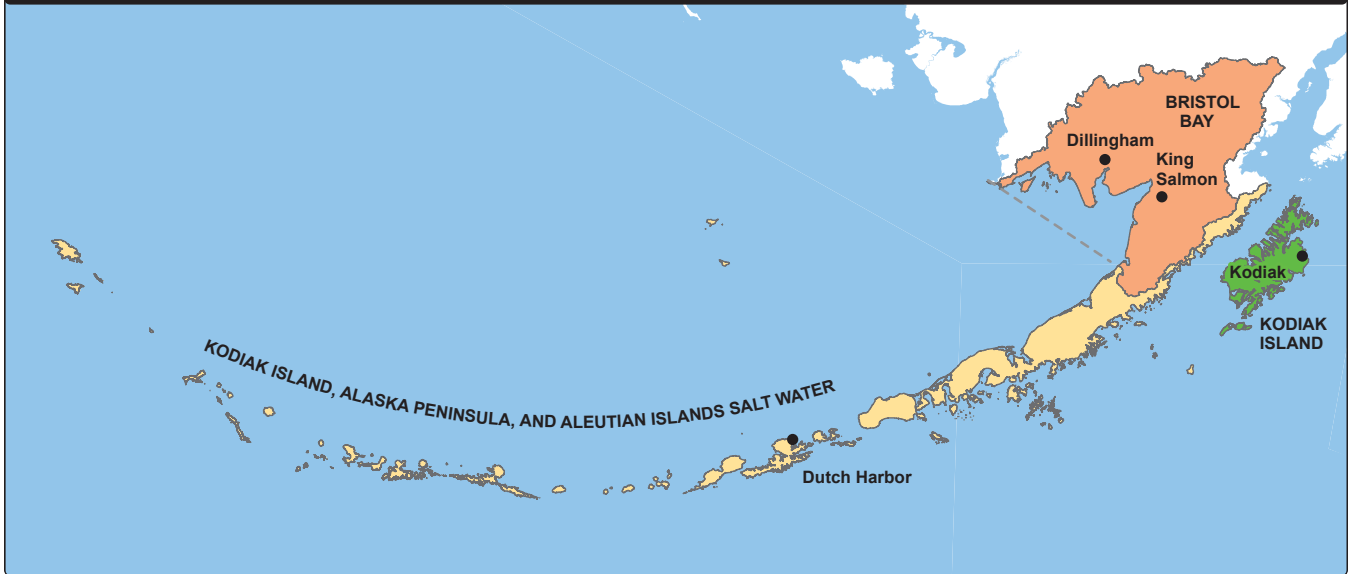 BRISTOL
BAY
Dillingham
King
Salmon
Kodiak
KODIAK
ISLAND
KODIAK ISLAND, ALASKA PENINSULA, AND ALEUTIAN ISLANDS SALT WATER
Dutch Harbor